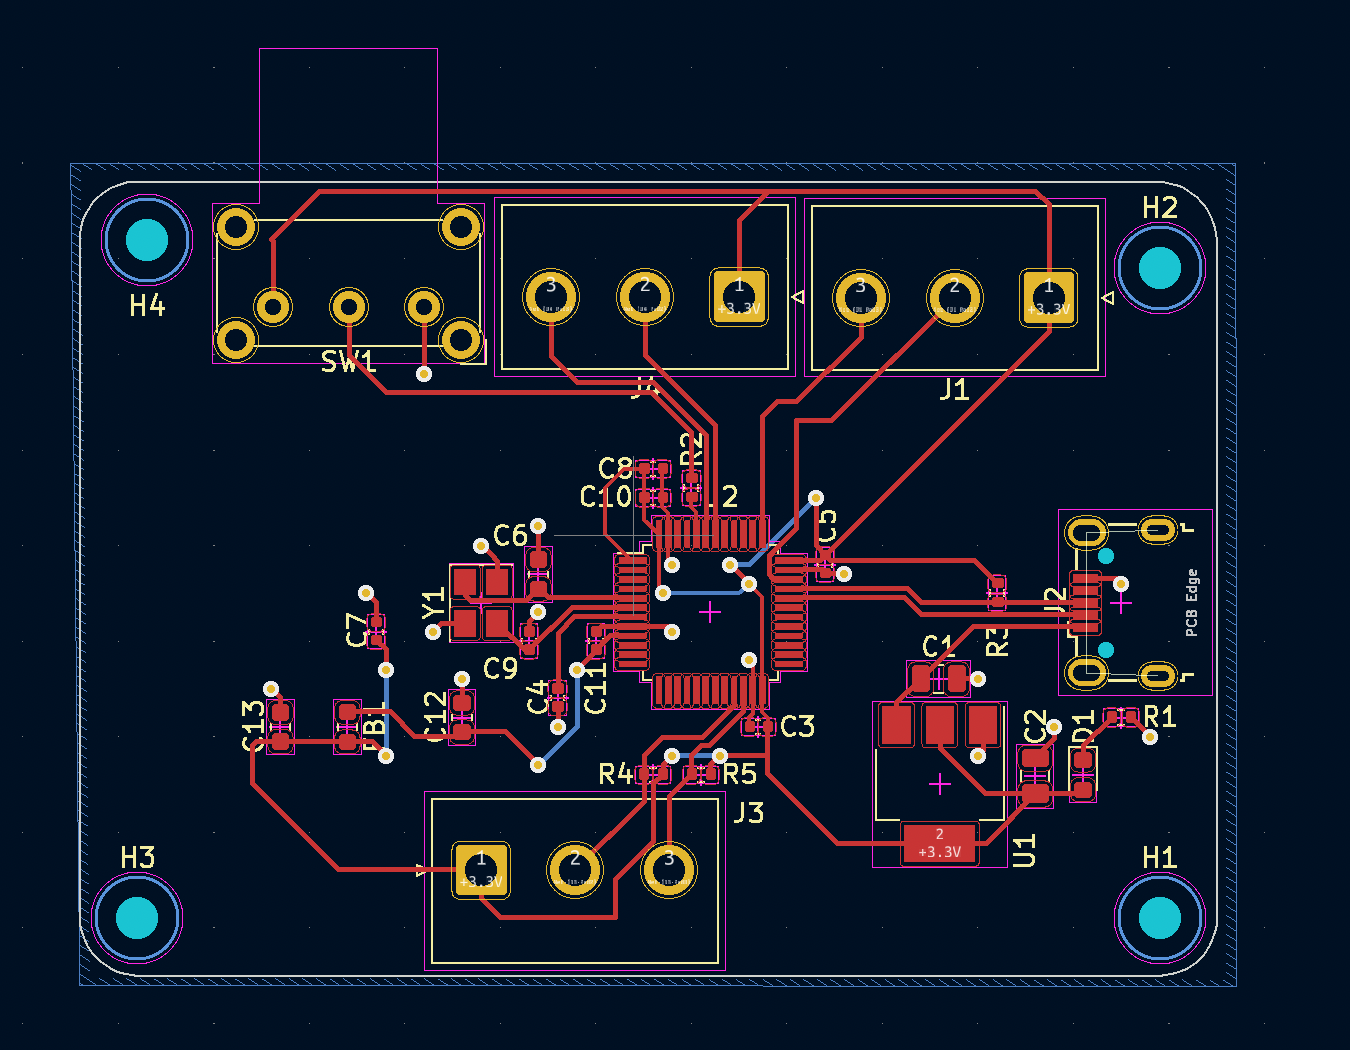 H2
H4
3
2
1
+3.3V
3
2
1
+3.3V
SW1
J1
R2
C8
C10
C5
C6
Y1
J2
PCB Edge
C7
R3
C9
C1
C4
C11
C13
FB1
C12
C3
C2
D1
R1
R4
R5
J3
2
+3.3V
U1
H3
1
+3.3V
2
3
H1